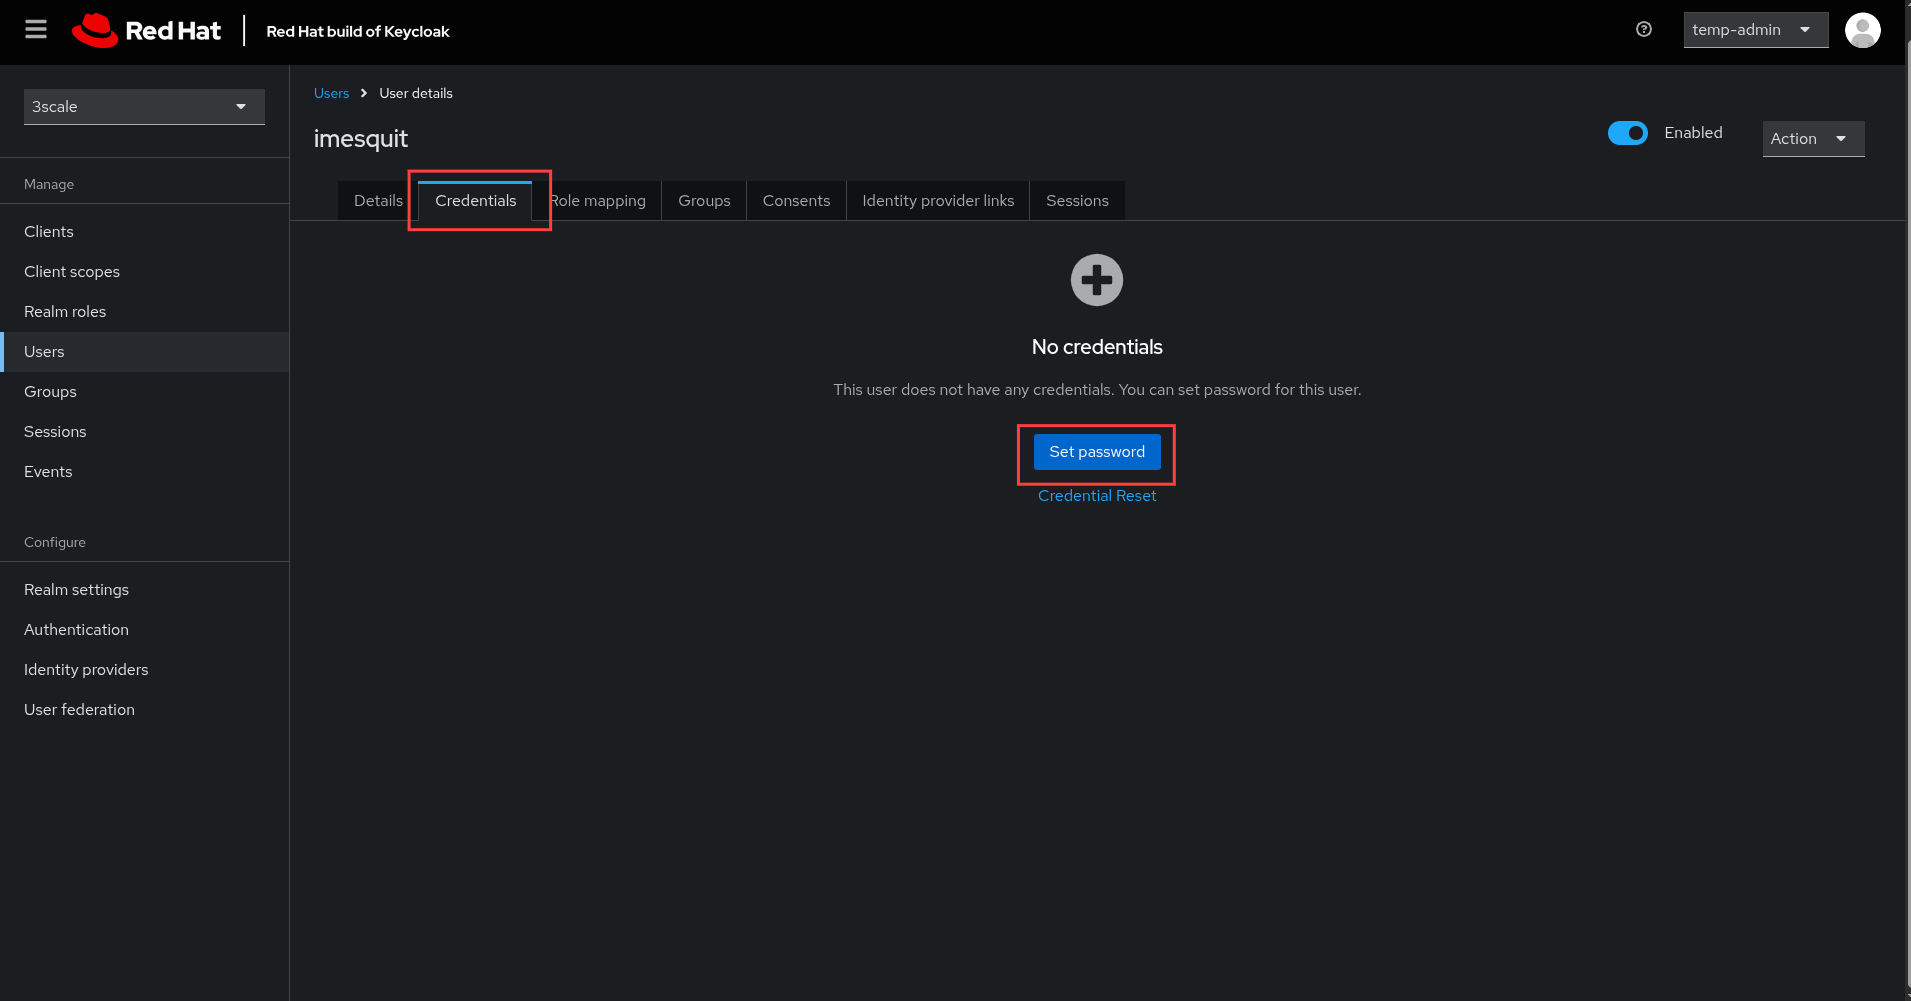 Red Hat
Red Hat build of Keycloak
temp-admin
3scale
Manage
Clients
Client scopes
Realm roles
Users
Groups
Sessions
Events
Configure
Realm settings
Authentication
Identity providers
User federation
Users
User details
imesquit
Enabled
Action
Details
Credentials
Role mapping
Groups
Consents
Identity provider links
Sessions
No credentials
This user does not have any credentials. You can set password for this user.
Set password
Credential Reset